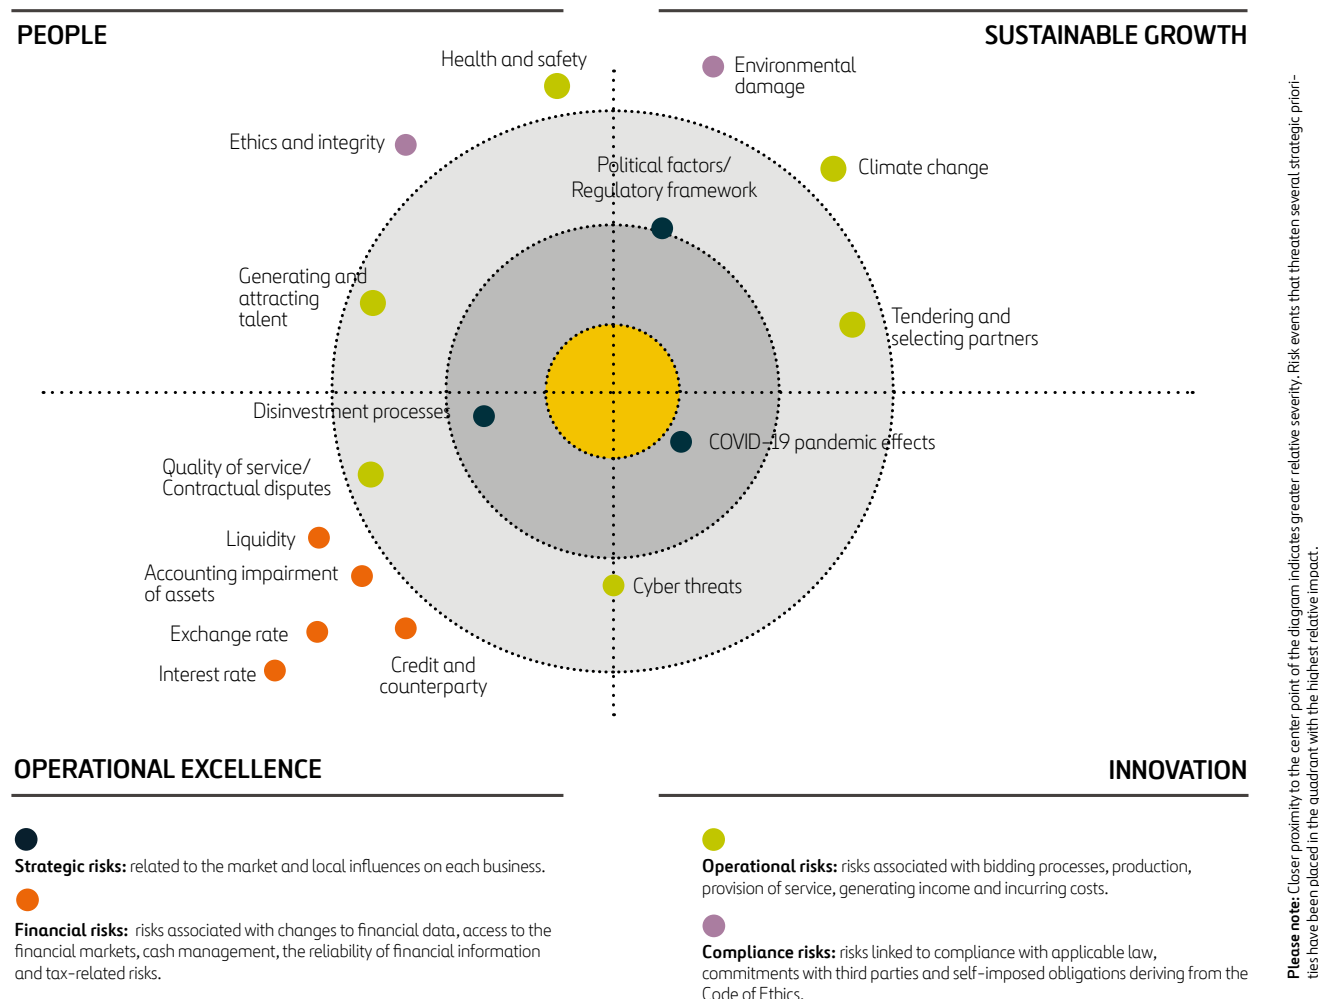 PEOPLE
SUSTAINABLE GROWTH
Health and safety
Environmental
damage
Ethics and integrity
Political factors/
Regulatory framework
Climate change
Generating and
attracting
talent
Tendering and
selecting partners
Disinvestment processes
COVID-19 pandemic effects
Quality of service/
Contractual disputes
Liquidity
Accounting impairment
of assets
Cyber threats
Exchange rate
Interest rate
Credit and
counterparty
OPERATIONAL EXCELLENCE
INNOVATION
Strategic risks: related to the market and local influences on each business.
Financial risks: risks associated with changes to financial data, access to the
financial markets, cash management, the reliability of financial information
and tax-related risks.
Operational risks: risks associated with bidding processes, production,
provision of service, generating income and incurring costs.
Compliance risks: risks linked to compliance with applicable law,
commitments with third parties and self-imposed obligations deriving from the
Code of Ethics.
Please note: Closer proximity to the center point of the diagram indicates greater relative severity. Risk events that threaten several strategic priori-
ties have been placed in the quadrant with the highest relative impact.